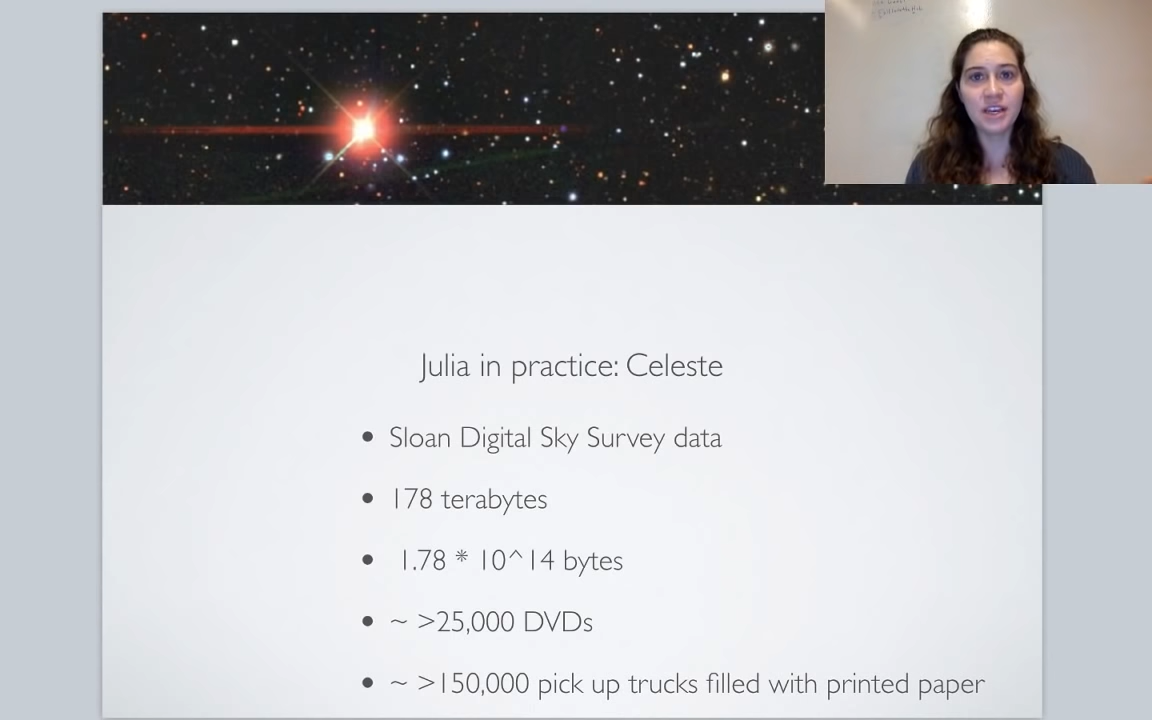 Julia in practice: Celeste
Sloan Digital Sky Survey data
178 terabytes
1.78 * 10^14 bytes
~ >25,000 DVDs
~ >150,000 pick up trucks filled with printed paper